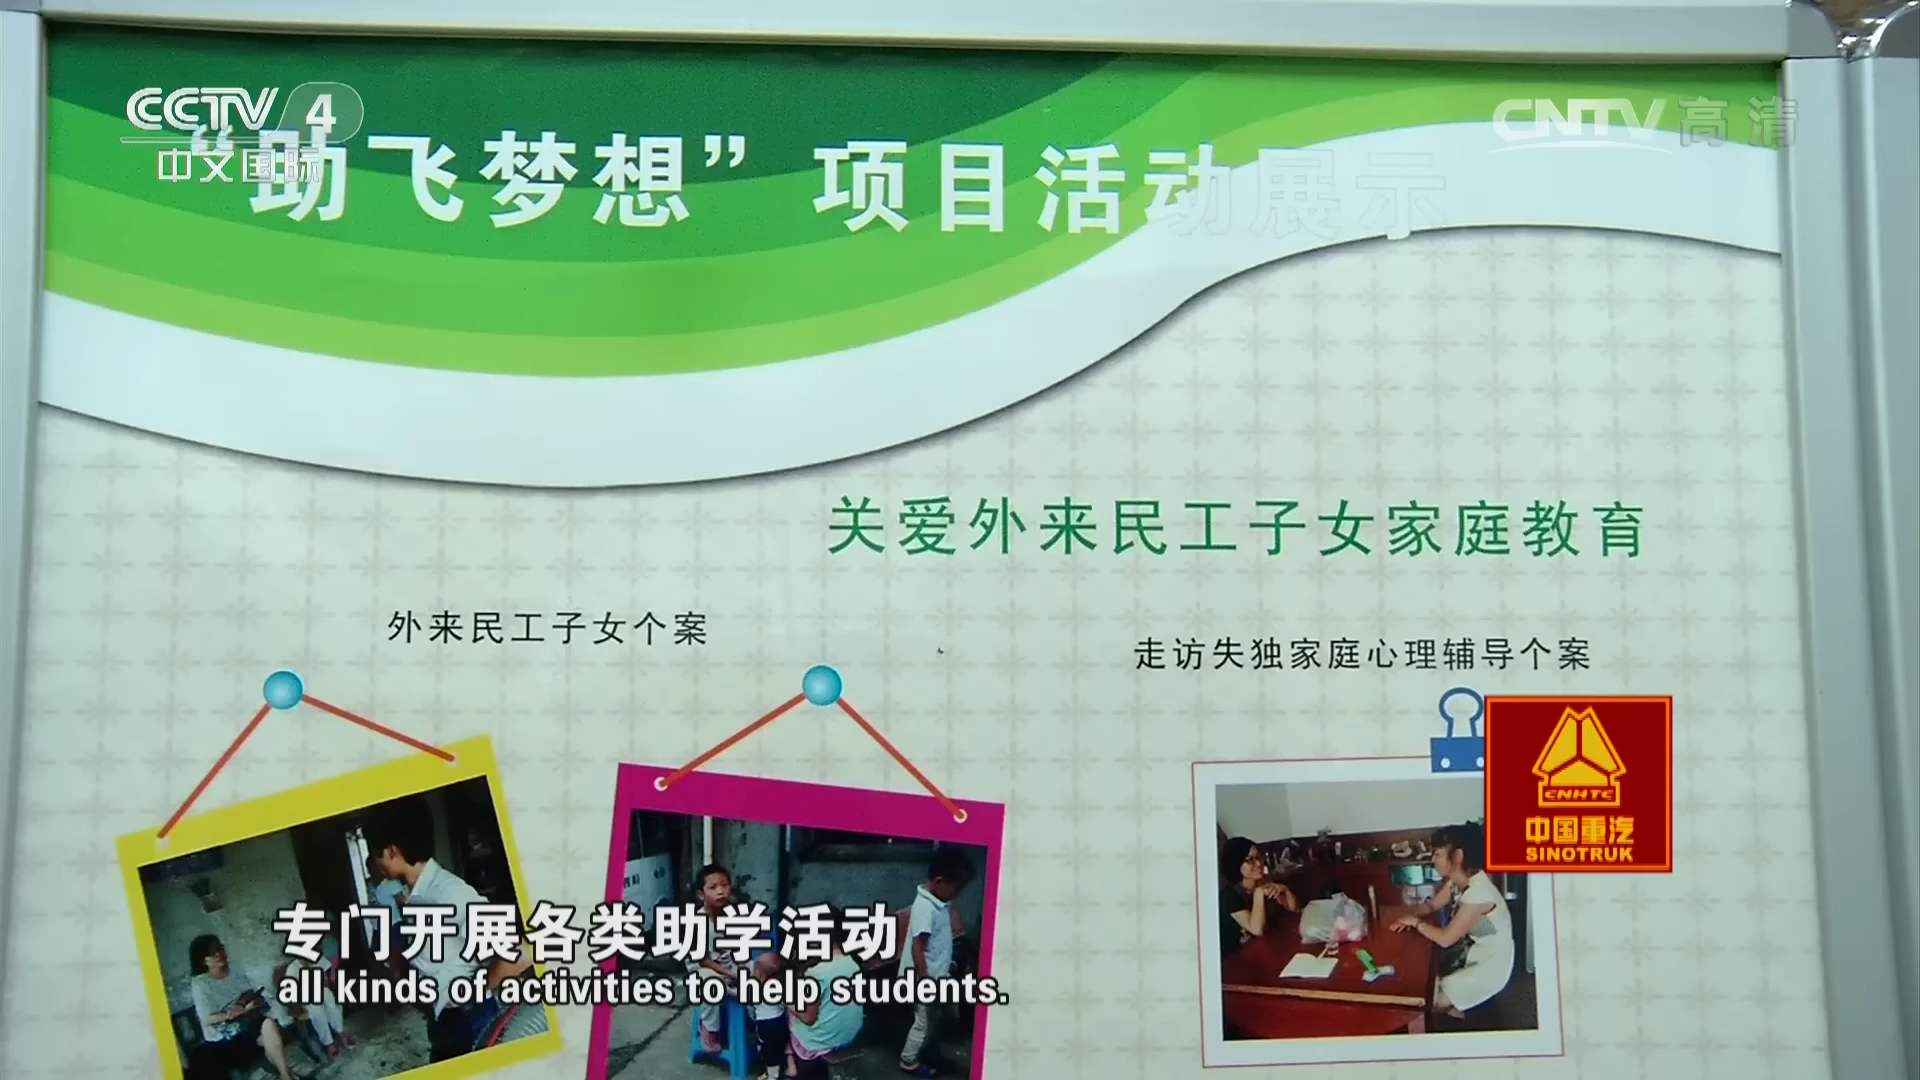 CCTV 4
中文国际
CNTV 高清
“助飞梦想”项目活动展示
关爱外来民工子女家庭教育
外来民工子女个案
走访失独家庭心理辅导个案
CNHTC
中国重汽
SINOTRUK
专门开展各类助学活动
all kinds of activities to help students.